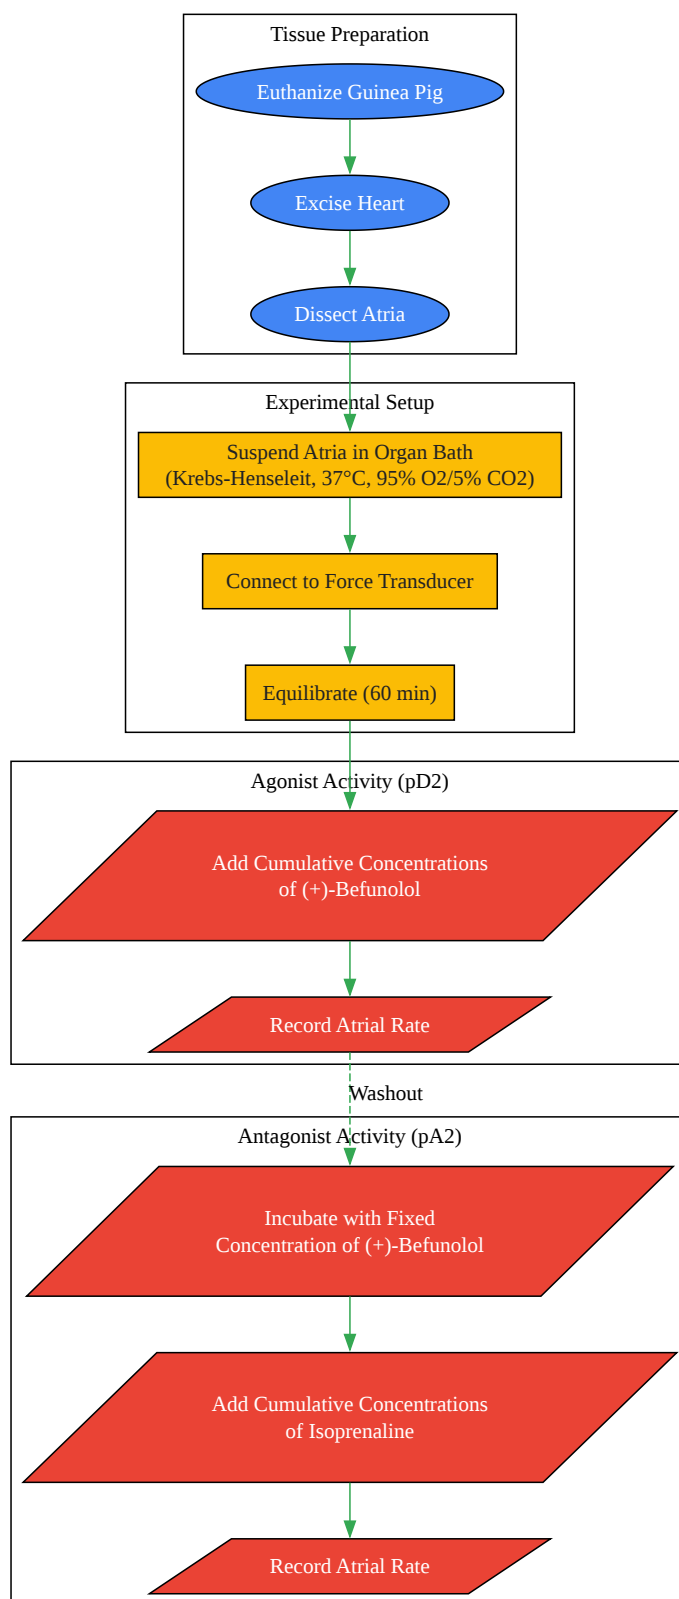 Tissue Preparation
Euthanize Guinea Pig
Excise Heart
Dissect Atria
Experimental Setup
Suspend Atria in Organ Bath
(Krebs-Henseleit, 37°C, 95% O2/5% CO2)
Connect to Force Transducer
Equilibrate (60 min)
Agonist Activity (pD2)
Add Cumulative Concentrations
of (+)-Befunolol
Record Atrial Rate
Washout
Antagonist Activity (pA2)
Incubate with Fixed
Concentration of (+)-Befunolol
Add Cumulative Concentrations
of Isoprenaline
Record Atrial Rate